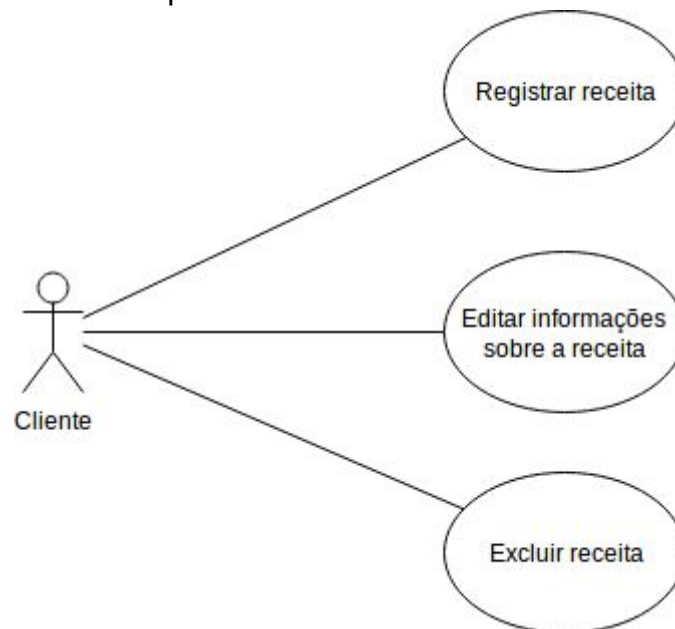 Registrar receita
Editar informações
sobre a receita
Cliente
Excluir receita